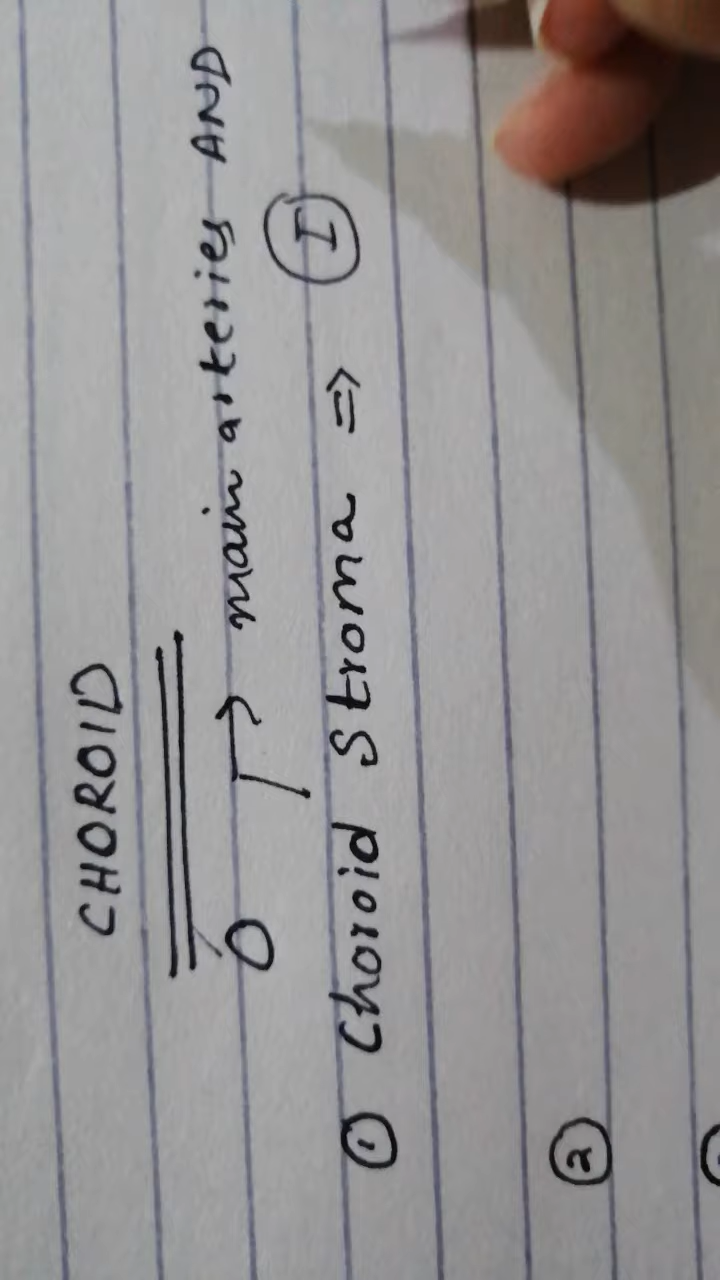 CHOROID
main arteries AND
① Choroid Stroma ⇒ Ⓘ
②